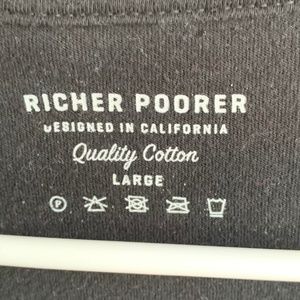 RICHER POORER
DESIGNED IN CALIFORNIA
Quality Cotton
LARGE
P